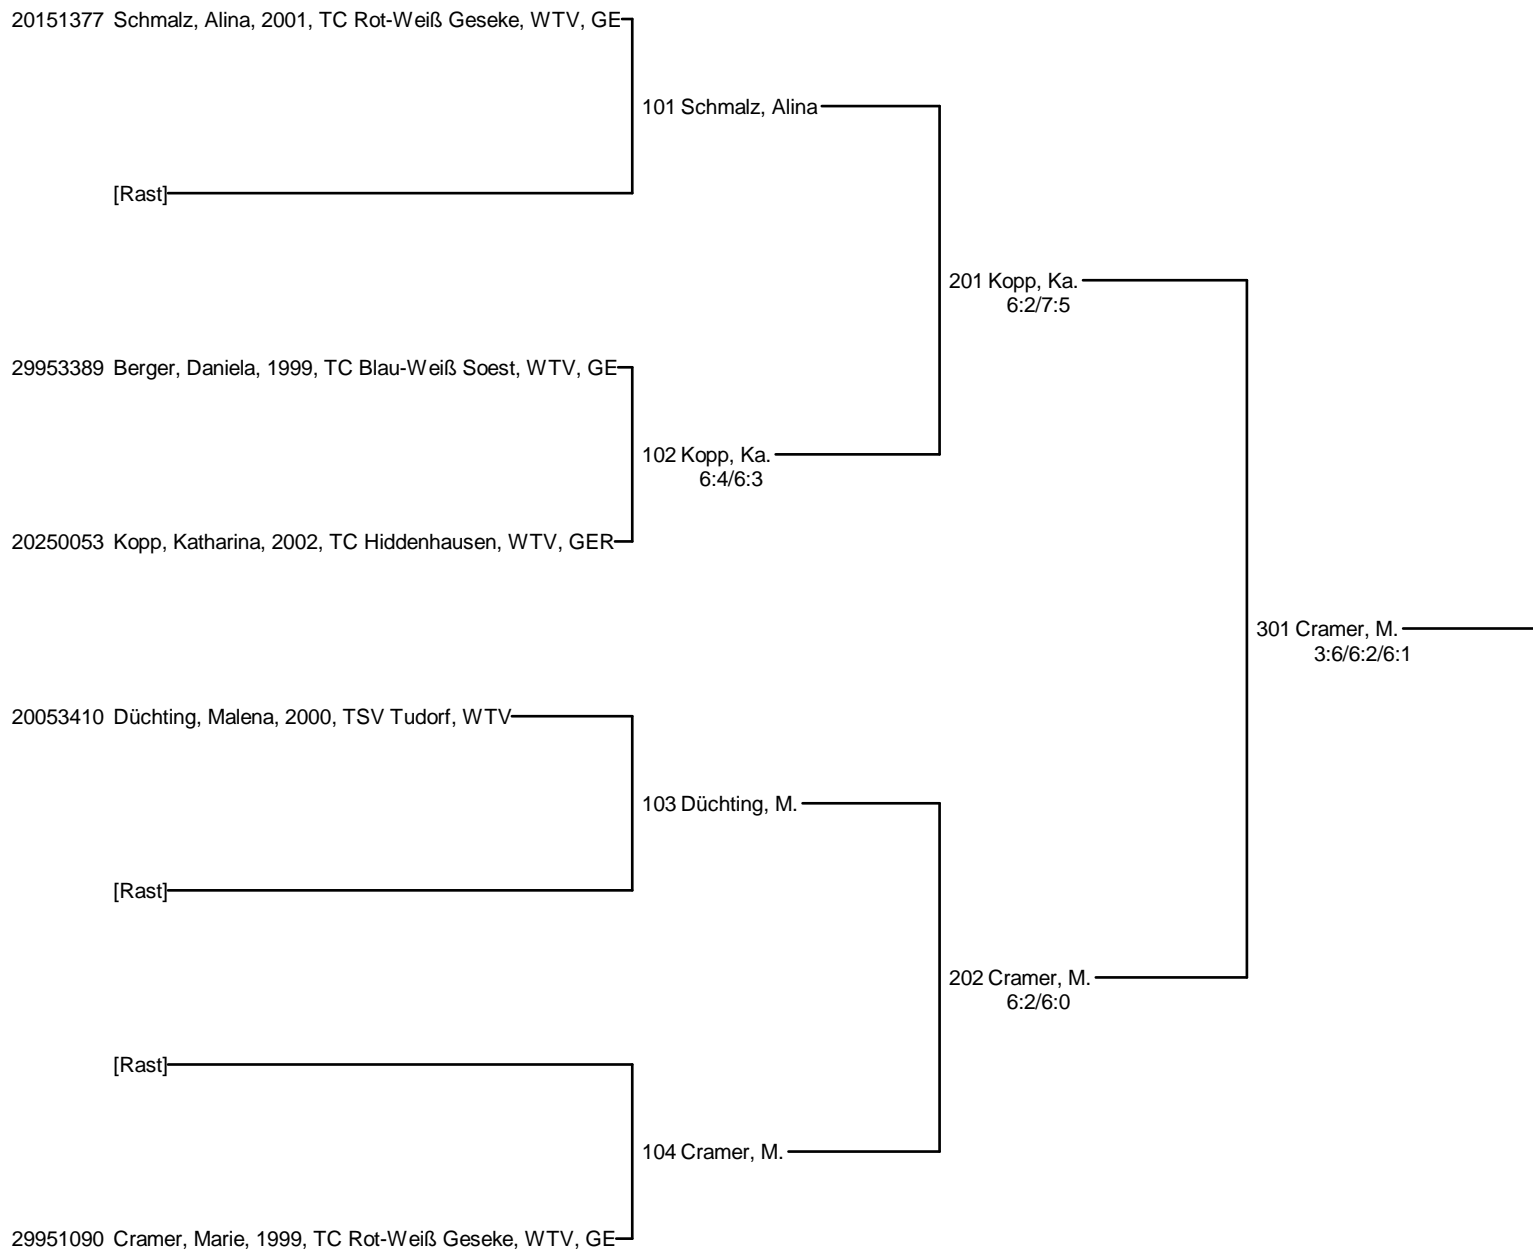 20151377 Schmalz, Alina, 2001, TC Rot-Weiß Geseke, WTV, GE
101 Schmalz, Alina
[Rast]
201 Kopp, Ka.
6:2/7:5
29953389 Berger, Daniela, 1999, TC Blau-Weiß Soest, WTV, GE
102 Kopp, Ka.
6:4/6:3
20250053 Kopp, Katharina, 2002, TC Hiddenhausen, WTV, GER
301 Cramer, M.
3:6/6:2/6:1
20053410 Düchting, Malena, 2000, TSV Tudorf, WTV
103 Düchting, M.
[Rast]
202 Cramer, M.
6:2/6:0
[Rast]
104 Cramer, M.
29951090 Cramer, Marie, 1999, TC Rot-Weiß Geseke, WTV, GE